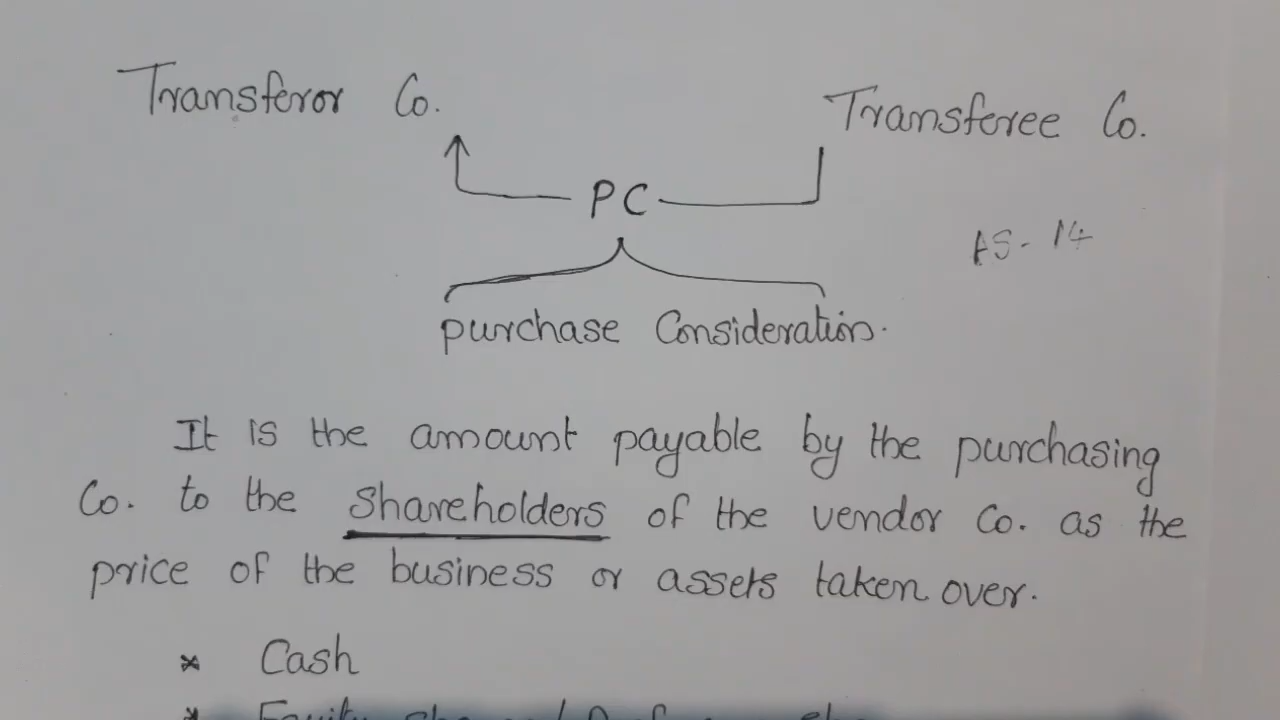 Transferor Co.
Transferee Co.
PC
AS-14
purchase Consideration.
It is the amount payable by the purchasing
Co. to the shareholders of the vendor Co. as the
price of the business or assets taken over.
* Cash
* Equity